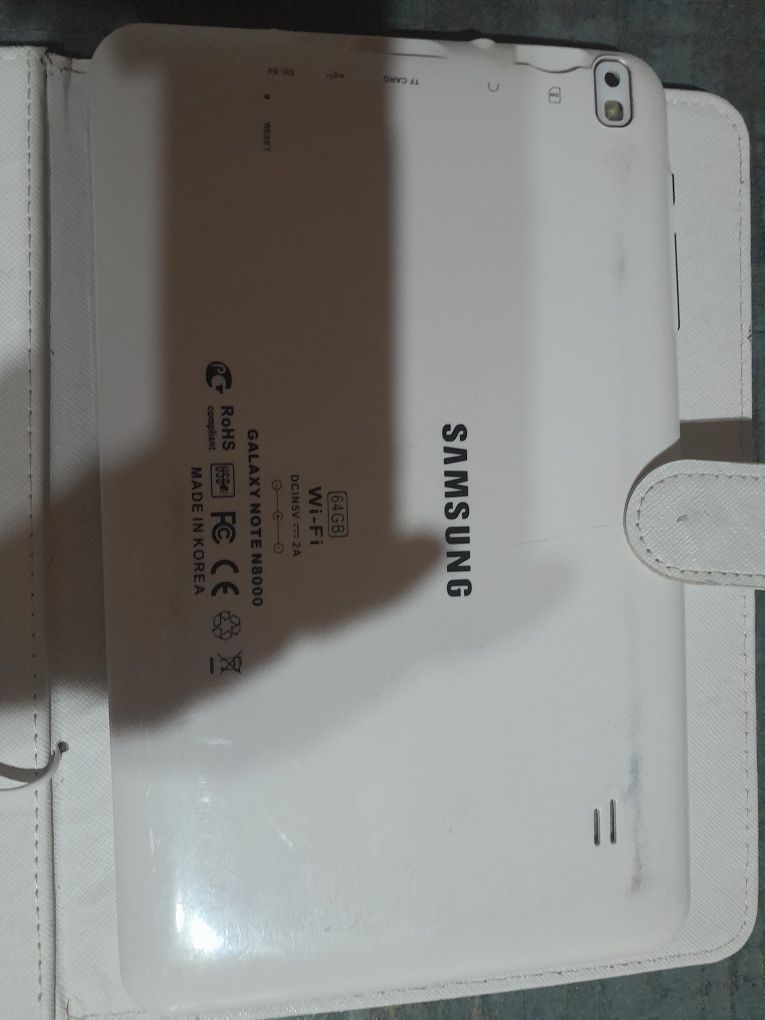 SAMSUNG
64GB
Wi-Fi
DCIN5V 2A
GALAXY NOTE N8000
RoHS
compliant
FC CE
MADE IN KOREA
DC-5V
TF CARD
RESET